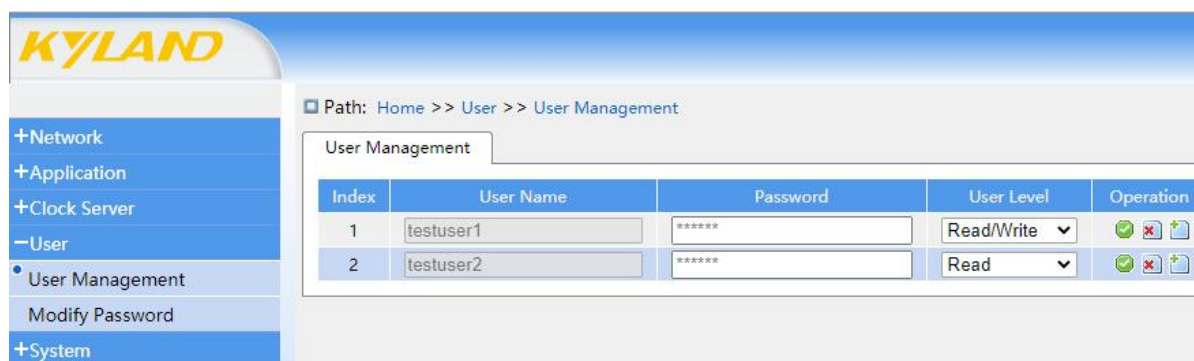 KYLAND
Path: Home >> User >> User Management
+Network
+Application
+Clock Server
−User
User Management
Modify Password
+System
User Management
Index User Name Password User Level Operation
1 testuser1 ****** Read/Write
2 testuser2 ****** Read